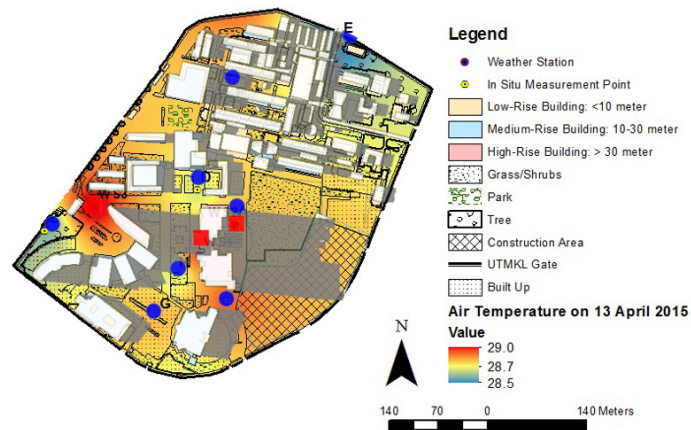 E
Legend
Weather Station
In Situ Measurement Point
Low-Rise Building: <10 meter
Medium-Rise Building: 10-30 meter
High-Rise Building: > 30 meter
Grass/Shrubs
Park
Tree
Construction Area
UTMKL Gate
Built Up
Air Temperature on 13 April 2015
Value
29.0
28.7
28.5
G
N
140 70 0 140 Meters